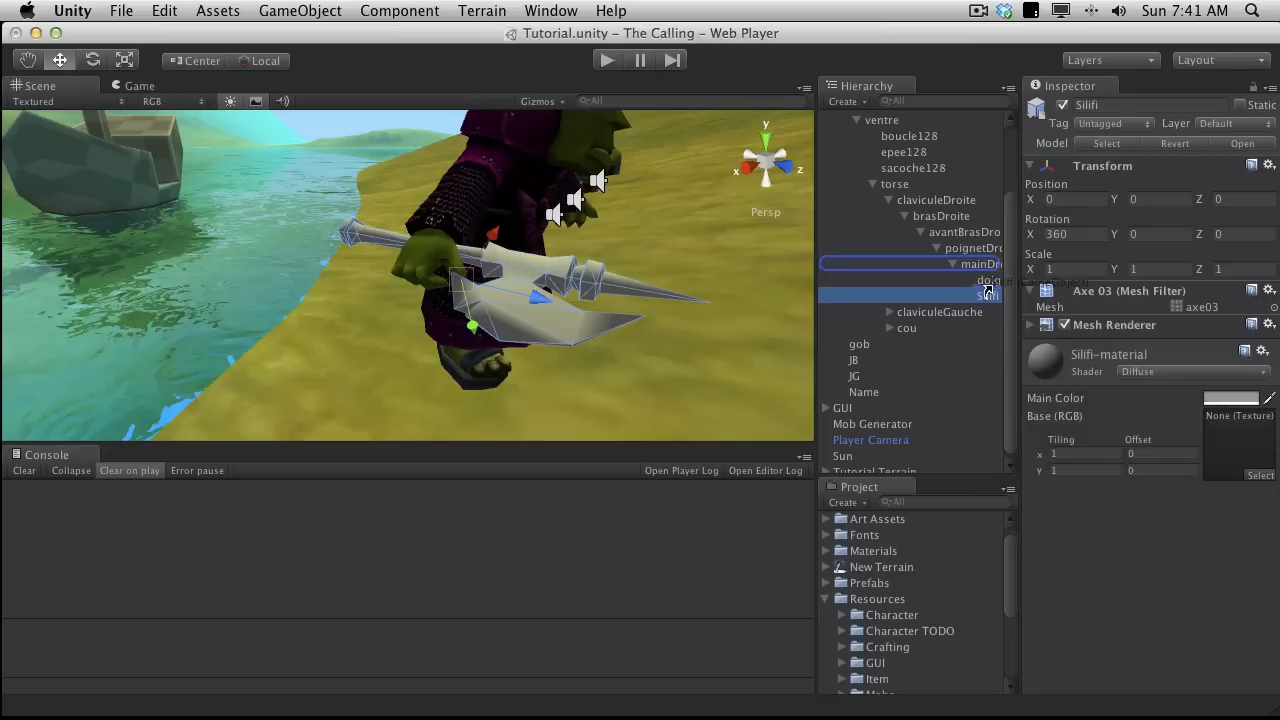 Unity File Edit Assets GameObject Component Terrain Window Help Sun 7:41 AM
Tutorial.unity - The Calling - Web Player
Center Local Layers Layout
Scene Game
Textured RGB Gizmos All
y
x
z
Persp
Hierarchy
Create All
ventre
boucle128
epee128
sacoche128
torse
claviculeDroite
brasDroite
avantBrasDro
poignetDro
mainDro
claviculeGauche
cou
gob
JB
JG
Name
GUI
Mob Generator
Player Camera
Sun
Tutorial Terrain
Inspector
Silifi Static
Tag Untagged Layer Default
Model Select Revert Open
Transform
Position
X 0 Y 0 Z 0
Rotation
X 360 Y 0 Z 0
Scale
X 1 Y 1 Z 1
Axe 03 (Mesh Filter)
Mesh axe03
Mesh Renderer
Silifi-material
Shader Diffuse
Main Color
Base (RGB) None (Texture)
Tiling Offset
x 1 0
y 1 0
Select
Console
Clear Collapse Clear on play Error pause Open Player Log Open Editor Log
Project
Create All
Art Assets
Fonts
Materials
New Terrain
Prefabs
Resources
Character
Character TODO
Crafting
GUI
Item